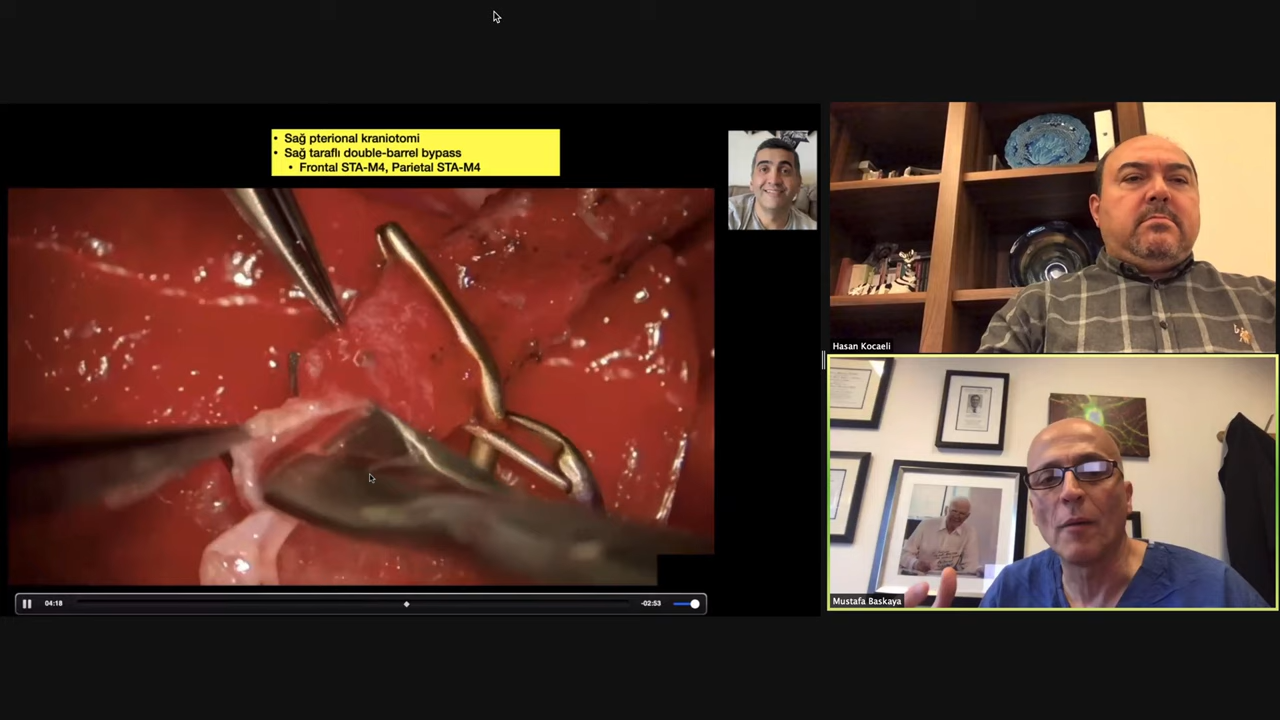 • Sağ pterional kraniotomi
• Sağ taraflı double-barrel bypass
• Frontal STA-M4, Parietal STA-M4
Hasan Kocaeli
Mustafa Baskaya
04:18
-02:53